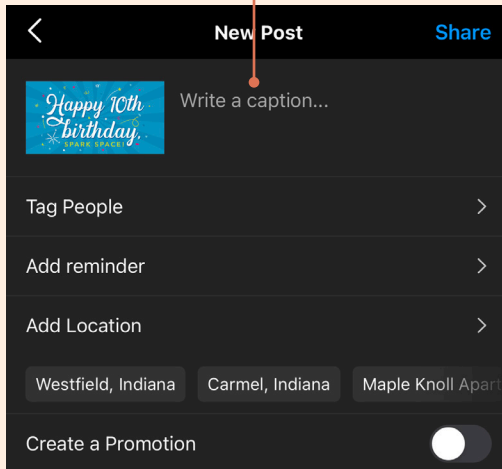 New Post Share
Happy 10th
birthday,
SPARK SPACE!
Write a caption...
Tag People
Add reminder
Add Location
Westfield, Indiana Carmel, Indiana Maple Knoll Apart
Create a Promotion